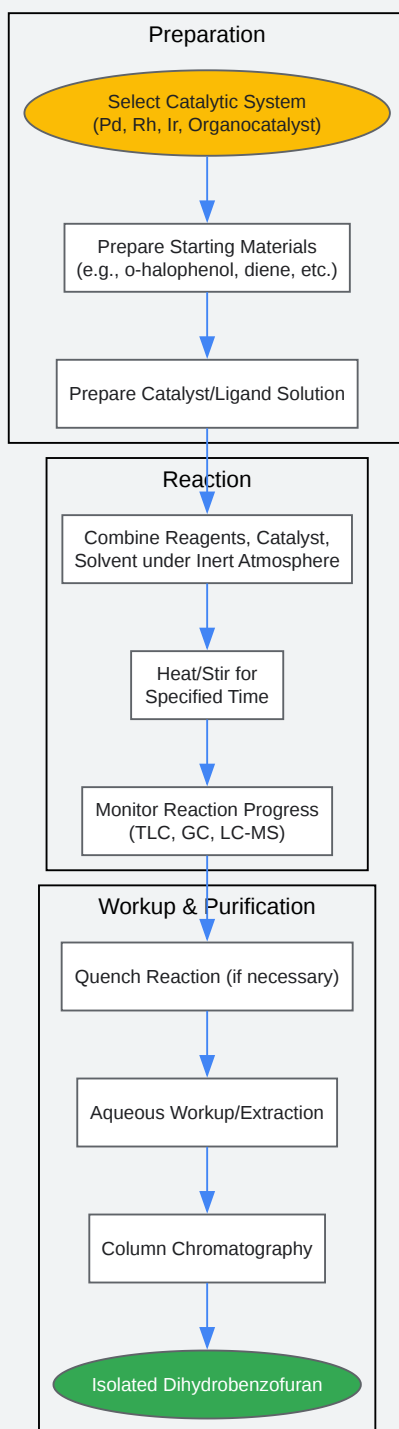 Preparation
Select Catalytic System
(Pd, Rh, Ir, Organocatalyst)
Prepare Starting Materials
(e.g., o-halophenol, diene, etc.)
Prepare Catalyst/Ligand Solution
Reaction
Combine Reagents, Catalyst,
Solvent under Inert Atmosphere
Heat/Stir for
Specified Time
Monitor Reaction Progress
(TLC, GC, LC-MS)
Workup & Purification
Quench Reaction (if necessary)
Aqueous Workup/Extraction
Column Chromatography
Isolated Dihydrobenzofuran